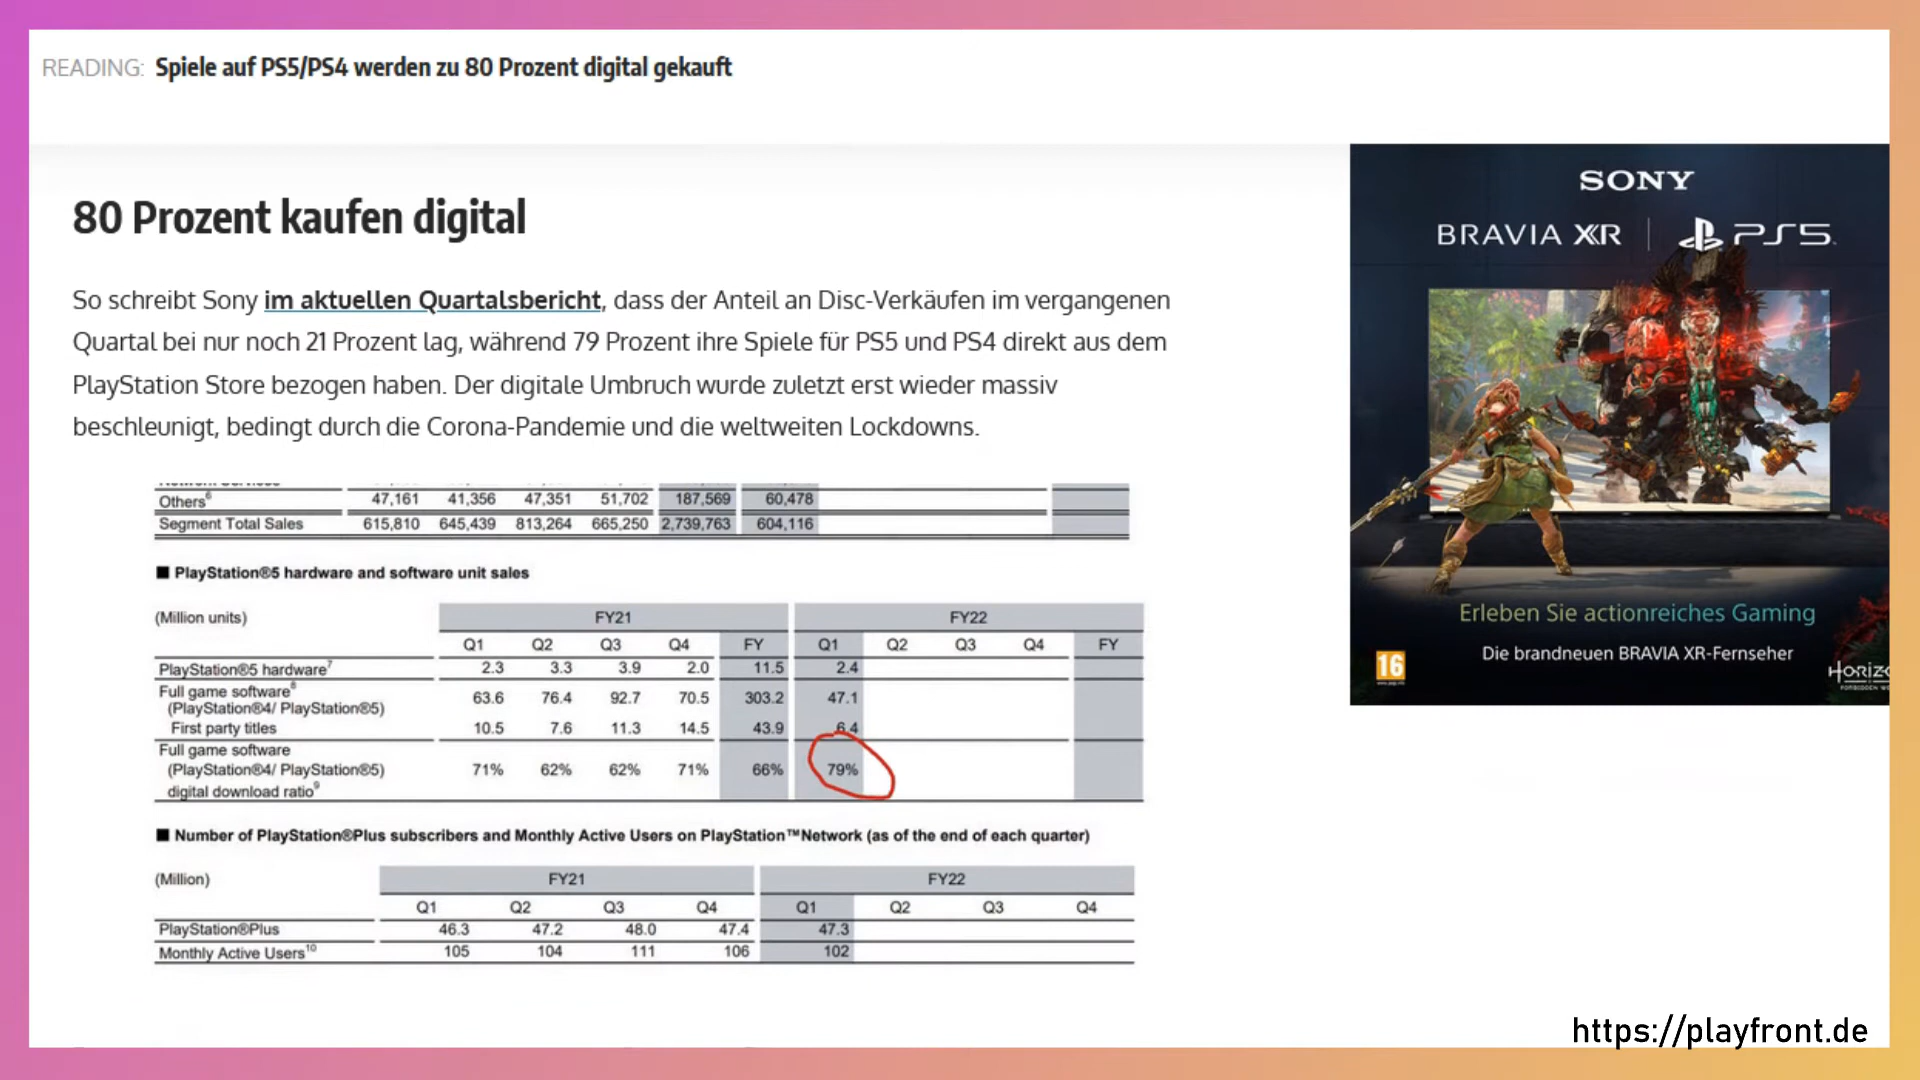 READING: Spiele auf PS5/PS4 werden zu 80 Prozent digital gekauft
80 Prozent kaufen digital
So schreibt Sony im aktuellen Quartalsbericht, dass der Anteil an Disc-Verkäufen im vergangenen
Quartal bei nur noch 21 Prozent lag, während 79 Prozent ihre Spiele für PS5 und PS4 direkt aus dem
PlayStation Store bezogen haben. Der digitale Umbruch wurde zuletzt erst wieder massiv
beschleunigt, bedingt durch die Corona-Pandemie und die weltweiten Lockdowns.
Others⁶ 47,161 41,356 47,351 51,702 187,569 60,478
Segment Total Sales 615,810 645,439 813,264 665,250 2,739,763 604,116
■ PlayStation®5 hardware and software unit sales
(Million units) FY21 FY22
Q1 Q2 Q3 Q4 FY Q1 Q2 Q3 Q4 FY
PlayStation®5 hardware⁷ 2.3 3.3 3.9 2.0 11.5 2.4
Full game software⁸
(PlayStation®4/ PlayStation®5) 63.6 76.4 92.7 70.5 303.2 47.1
First party titles 10.5 7.6 11.3 14.5 43.9 6.4
Full game software
(PlayStation®4/ PlayStation®5) 71% 62% 62% 71% 66% 79%
digital download ratio⁹
■ Number of PlayStation®Plus subscribers and Monthly Active Users on PlayStation™Network (as of the end of each quarter)
(Million) FY21 FY22
Q1 Q2 Q3 Q4 Q1 Q2 Q3 Q4
PlayStation®Plus 46.3 47.2 48.0 47.4 47.3
Monthly Active Users¹⁰ 105 104 111 106 102
SONY
BRAVIA XR | PS5
Erleben Sie actionreiches Gaming
Die brandneuen BRAVIA XR-Fernseher
16
HORIZO
https://playfront.de